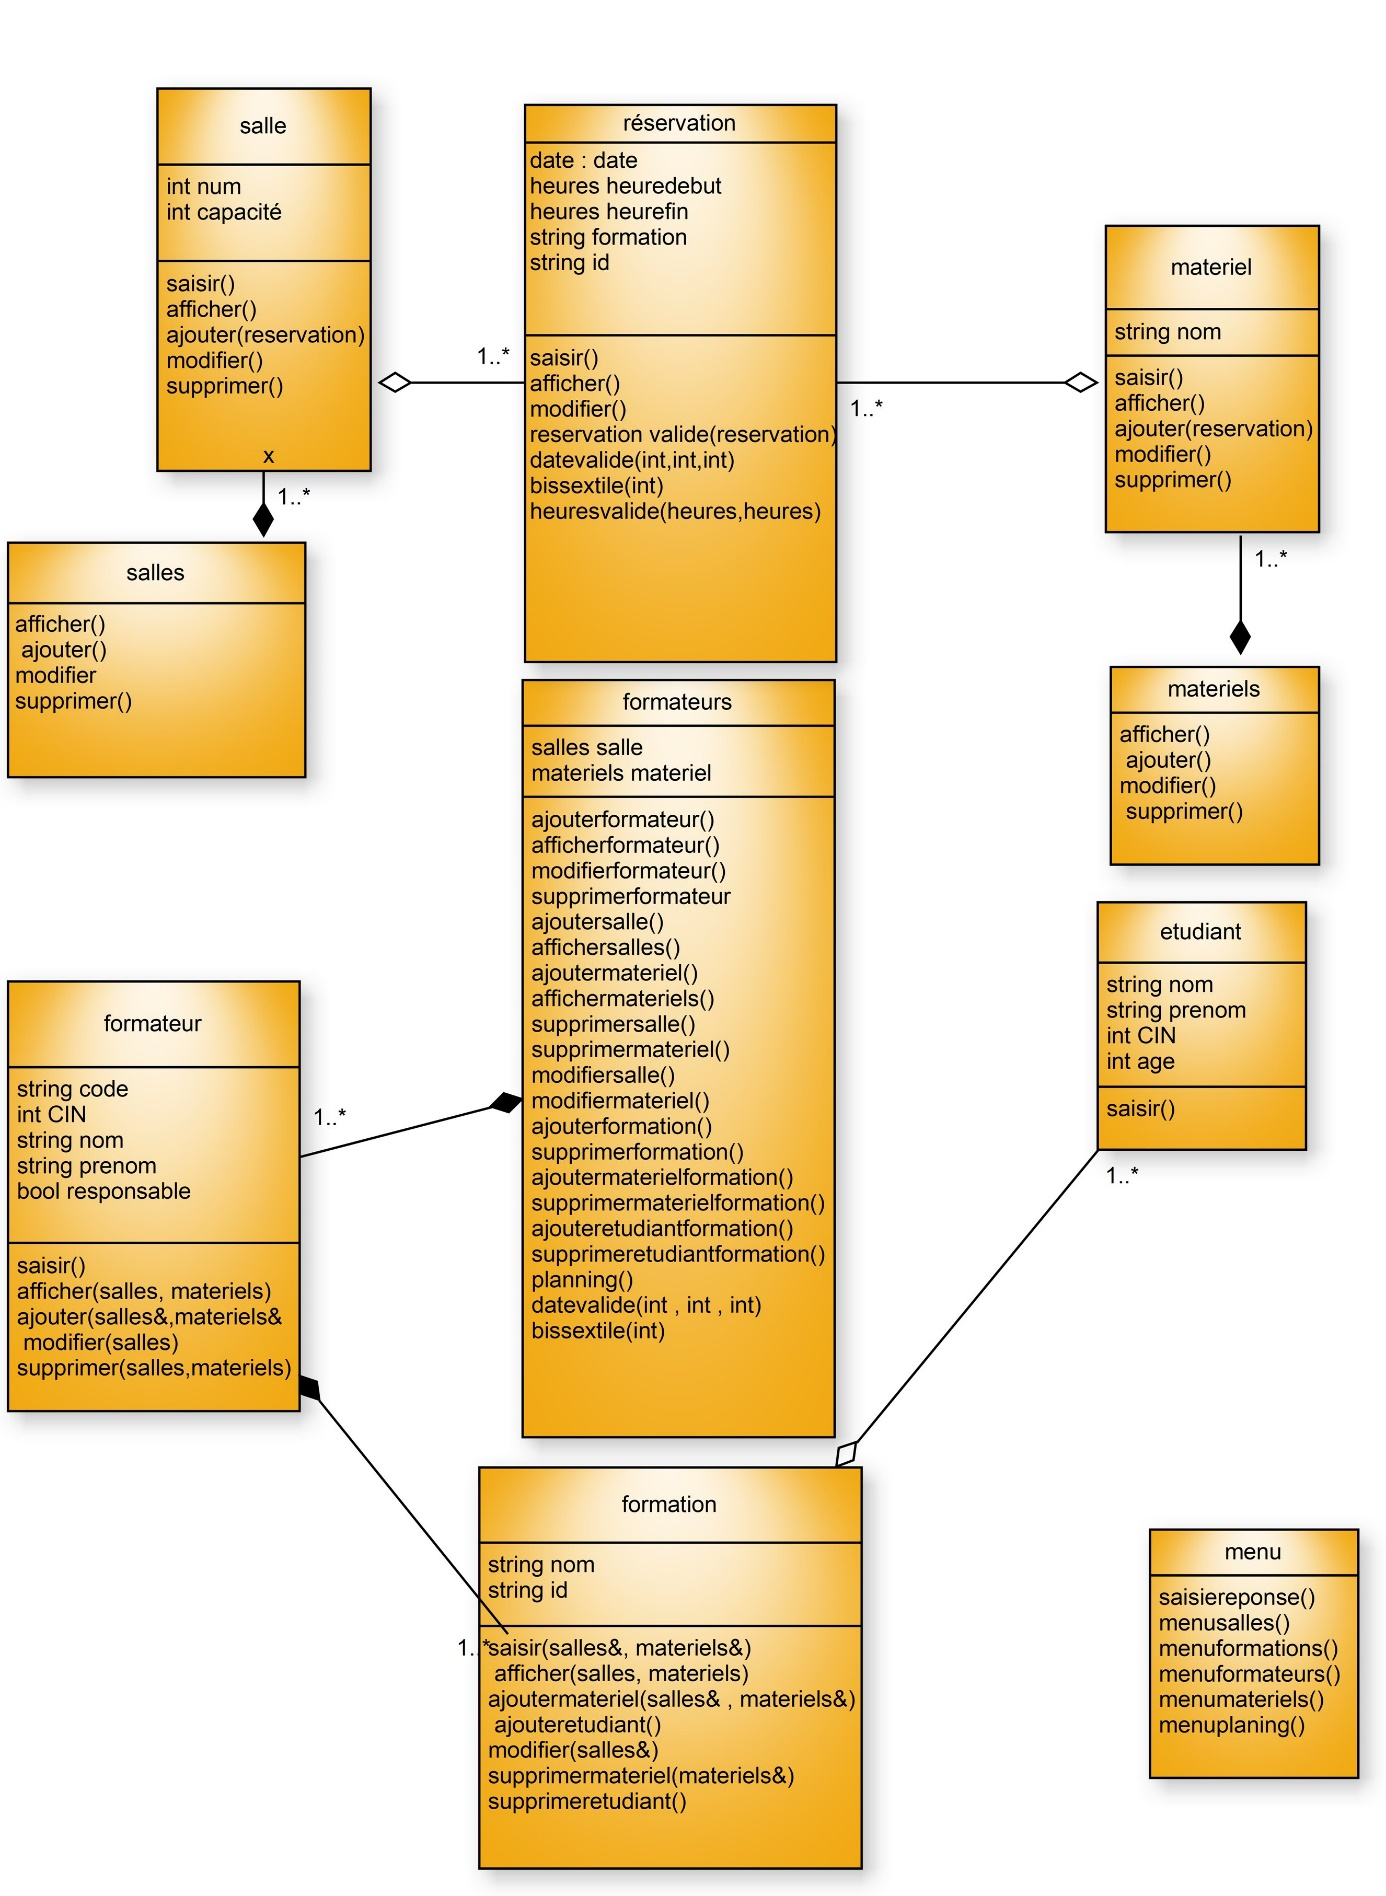 salle
int num
int capacité
saisir()
afficher()
ajouter(reservation)
modifier()
supprimer()
x
1..*
salles
afficher()
ajouter()
modifier
supprimer()
réservation
date : date
heures heuredebut
heures heurefin
string formation
string id
saisir()
afficher()
modifier()
reservation valide(reservation)
datevalide(int,int,int)
bissextile(int)
heuresvalide(heures,heures)
1..*
1..*
materiel
string nom
saisir()
afficher()
ajouter(reservation)
modifier()
supprimer()
1..*
materiels
afficher()
ajouter()
modifier()
supprimer()
formateurs
salles salle
materiels materiel
ajouterformateur()
afficherformateur()
modifierformateur()
supprimerformateur
ajoutersalle()
affichersalles()
ajoutermateriel()
affichermateriels()
supprimersalle()
supprimermateriel()
modifiersalle()
modifiermateriel()
ajouterformation()
supprimerformation()
ajoutermaterielformation()
supprimermaterielformation()
ajouteretudiantformation()
supprimeretudiantformation()
planning()
datevalide(int , int , int)
bissextile(int)
etudiant
string nom
string prenom
int CIN
int age
saisir()
1..*
formateur
string code
int CIN
string nom
string prenom
bool responsable
saisir()
afficher(salles, materiels)
ajouter(salles&,materiels&
modifier(salles)
supprimer(salles,materiels)
1..*
formation
string nom
string id
1..*
saisir(salles&, materiels&)
afficher(salles, materiels)
ajoutermateriel(salles& , materiels&)
ajouteretudiant()
modifier(salles&)
supprimermateriel(materiels&)
supprimeretudiant()
menu
saisiereponse()
menusalles()
menuformations()
menuformateurs()
menumateriels()
menuplaning()